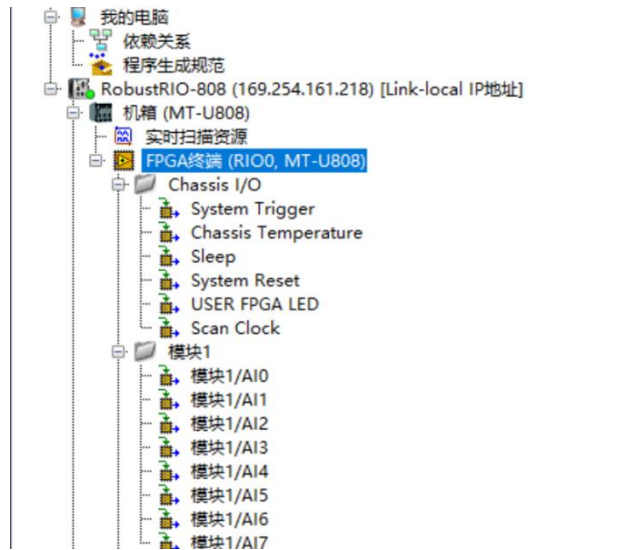 我的电脑
依赖关系
程序生成规范
RobustRIO-808 (169.254.161.218) [Link-local IP地址]
机箱 (MT-U808)
实时扫描资源
FPGA终端 (RIO0, MT-U808)
Chassis I/O
System Trigger
Chassis Temperature
Sleep
System Reset
USER FPGA LED
Scan Clock
模块1
模块1/AI0
模块1/AI1
模块1/AI2
模块1/AI3
模块1/AI4
模块1/AI5
模块1/AI6
模块1/AI7